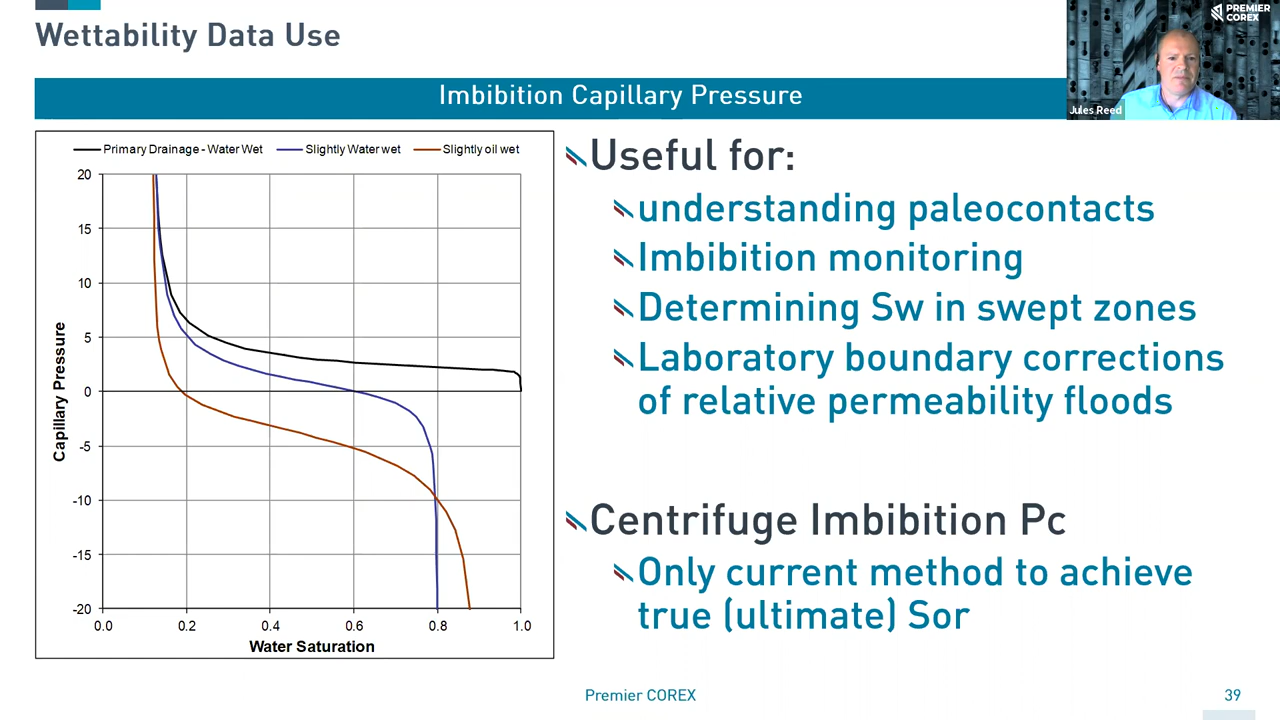 Wettability Data Use
PREMIER
COREX
Jules Reed
Imbibition Capillary Pressure
Primary Drainage - Water Wet
Slightly Water wet
Slightly oil wet
20
15
10
5
0
-5
-10
-15
-20
Capillary Pressure
0.0
0.2
0.4
0.6
0.8
1.0
Water Saturation
Useful for:
understanding paleocontacts
Imbibition monitoring
Determining Sw in swept zones
Laboratory boundary corrections
of relative permeability floods
Centrifuge Imbibition Pc
Only current method to achieve
true (ultimate) Sor
Premier COREX
39